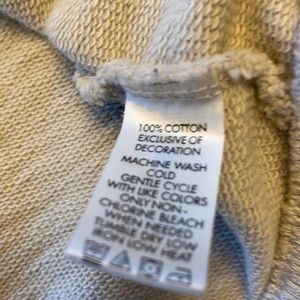 100% COTTON
EXCLUSIVE OF
DECORATION
MACHINE WASH
COLD
GENTLE CYCLE
WITH LIKE COLORS
ONLY NON-
CHLORINE BLEACH
WHEN NEEDED
TUMBLE DRY LOW
IRON LOW HEAT